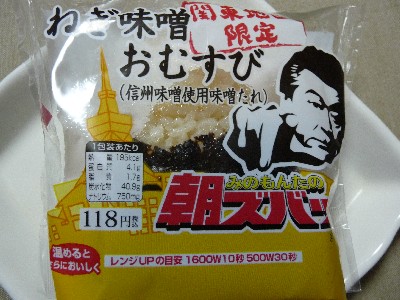 ねぎ味噌
おむすび
(信州味噌使用味噌たれ)
関東地
限定
1包装あたり
熱 量 195kcal
蛋白質 4.1g
脂 質 1.7g
炭水化物 40.9g
ナトリウム 750mg
118円税込
みのもんたの
朝ズバッ
温めると
さらにおいしく
レンジUPの目安 1600W10秒 500W30秒